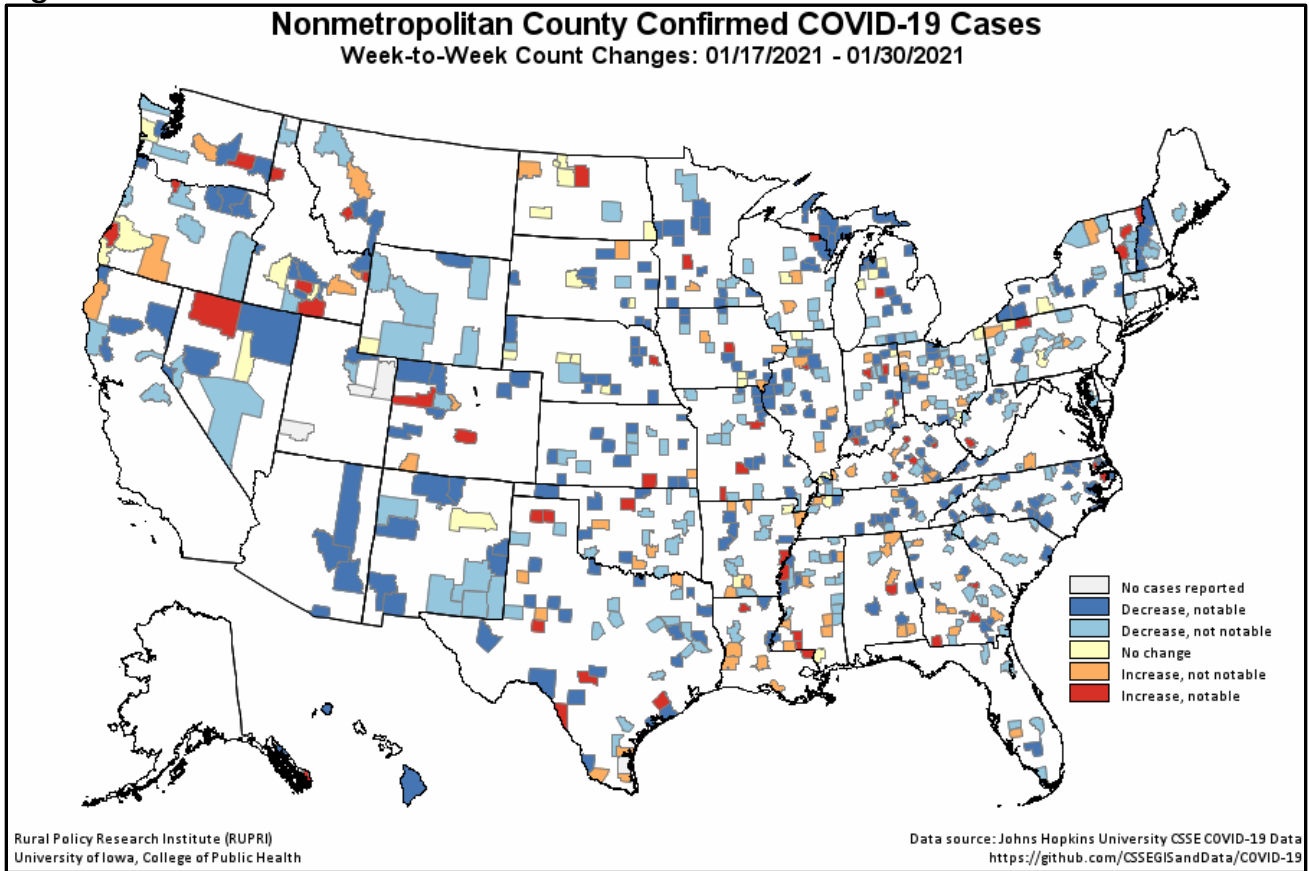 Nonmetropolitan County Confirmed COVID-19 Cases
Week-to-Week Count Changes: 01/17/2021 - 01/30/2021
No cases reported
Decrease, notable
Decrease, not notable
No change
Increase, not notable
Increase, notable
Rural Policy Research Institute (RUPRI)
University of Iowa, College of Public Health
Data source: Johns Hopkins University CSSE COVID-19 Data
https://github.com/CSSEGISandData/COVID-19